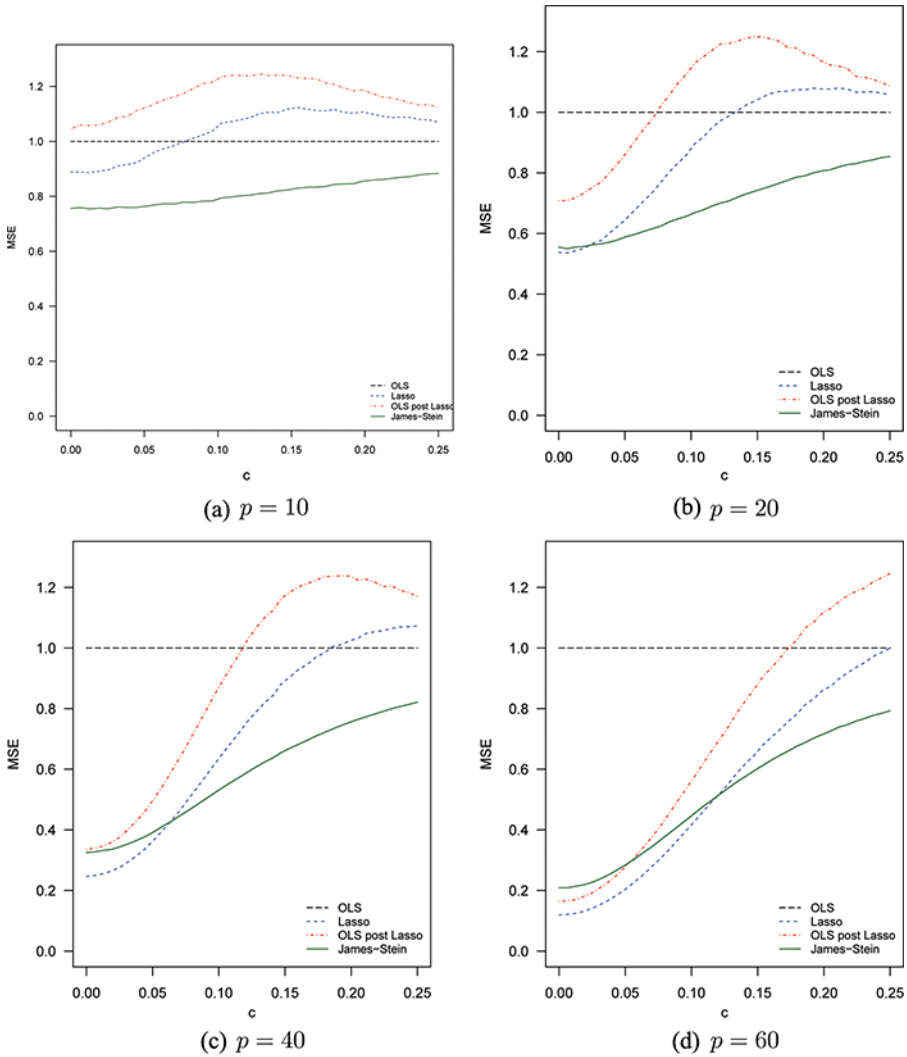 1.2
1.0
0.8
0.6
0.4
0.2
0.0
MSE
OLS
Lasso
OLS post Lasso
James−Stein
0.00 0.05 0.10 0.15 0.20 0.25
c
(a) p = 10
1.2
1.0
0.8
0.6
0.4
0.2
0.0
MSE
OLS
Lasso
OLS post Lasso
James−Stein
0.00 0.05 0.10 0.15 0.20 0.25
c
(b) p = 20
1.2
1.0
0.8
0.6
0.4
0.2
0.0
MSE
OLS
Lasso
OLS post Lasso
James−Stein
0.00 0.05 0.10 0.15 0.20 0.25
c
(c) p = 40
1.2
1.0
0.8
0.6
0.4
0.2
0.0
MSE
OLS
Lasso
OLS post Lasso
James−Stein
0.00 0.05 0.10 0.15 0.20 0.25
c
(d) p = 60